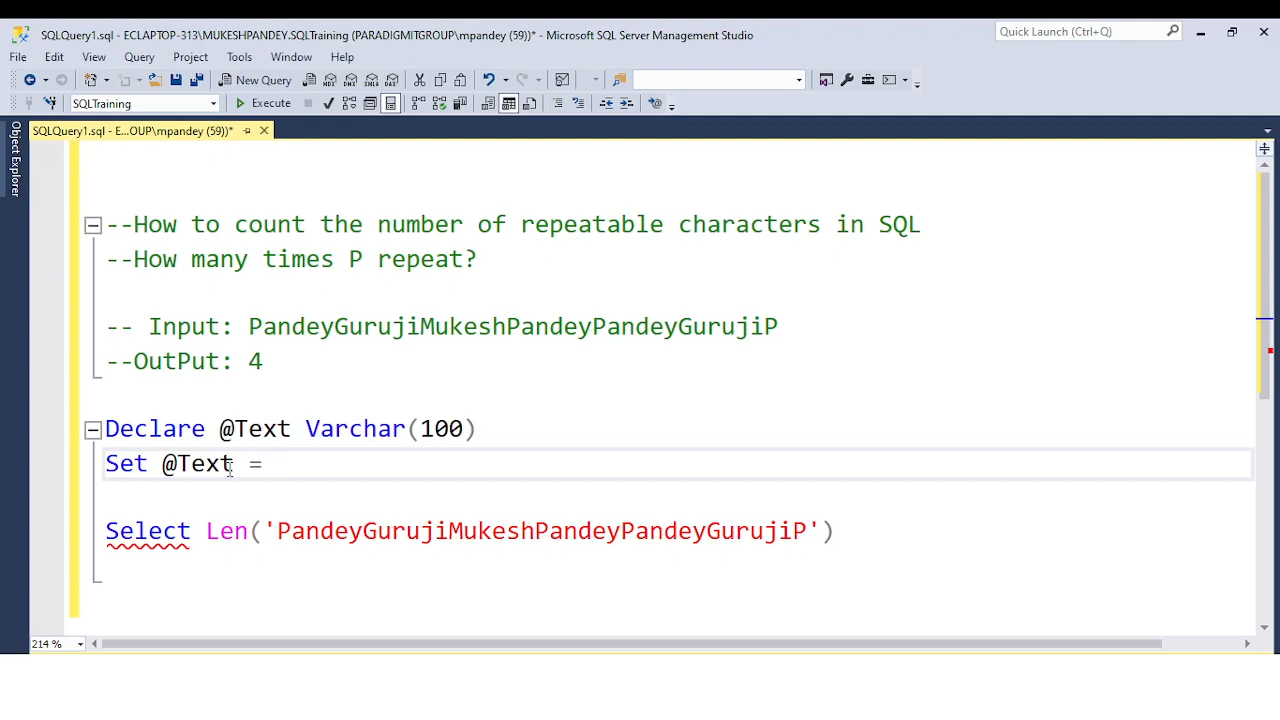 SQLQuery1.sql - ECLAPTOP-313\MUKESHPANDEY.SQLTraining (PARADIGMITGROUP\mpandey (59))* - Microsoft SQL Server Management Studio
Quick Launch (Ctrl+Q)
File Edit View Query Project Tools Window Help
New Query
SQLTraining Execute
SQLQuery1.sql - E...OUP\mpandey (59))*
Object Explorer
--How to count the number of repeatable characters in SQL
--How many times P repeat?
-- Input: PandeyGurujiMukeshPandeyPandeyGurujiP
--OutPut: 4
Declare @Text Varchar(100)
Set @Text =
Select Len('PandeyGurujiMukeshPandeyPandeyGurujiP')
214 %